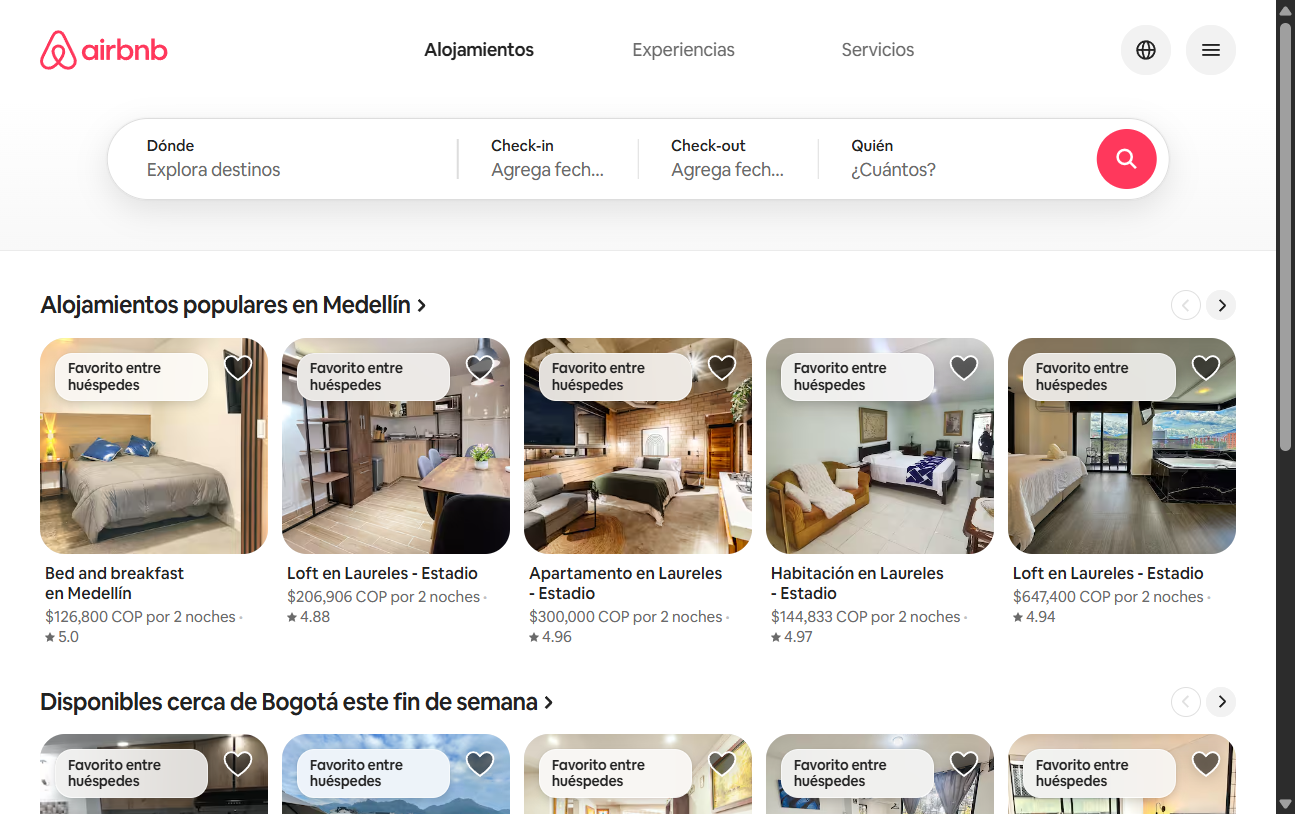 airbnb
Alojamientos
Experiencias
Servicios
Dónde
Explora destinos
Check-in
Agrega fech...
Check-out
Agrega fech...
Quién
¿Cuántos?
Alojamientos populares en Medellín
Favorito entre
huéspedes
Favorito entre
huéspedes
Favorito entre
huéspedes
Favorito entre
huéspedes
Favorito entre
huéspedes
Bed and breakfast
en Medellín
$126,800 COP por 2 noches ·
★ 5.0
Loft en Laureles - Estadio
$206,906 COP por 2 noches ·
★ 4.88
Apartamento en Laureles
- Estadio
$300,000 COP por 2 noches ·
★ 4.96
Habitación en Laureles
- Estadio
$144,833 COP por 2 noches ·
★ 4.97
Loft en Laureles - Estadio
$647,400 COP por 2 noches ·
★ 4.94
Disponibles cerca de Bogotá este fin de semana
Favorito entre
huéspedes
Favorito entre
huéspedes
Favorito entre
huéspedes
Favorito entre
huéspedes
Favorito entre
huéspedes